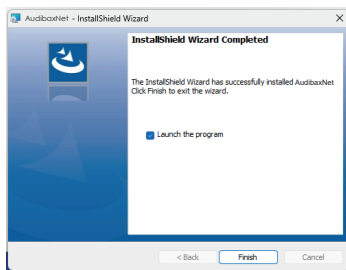 AudibaxNet - InstallShield Wizard
InstallShield Wizard Completed
The InstallShield Wizard has successfully installed AudibaxNet
Click Finish to exit the wizard.
Launch the program
< Back
Finish
Cancel